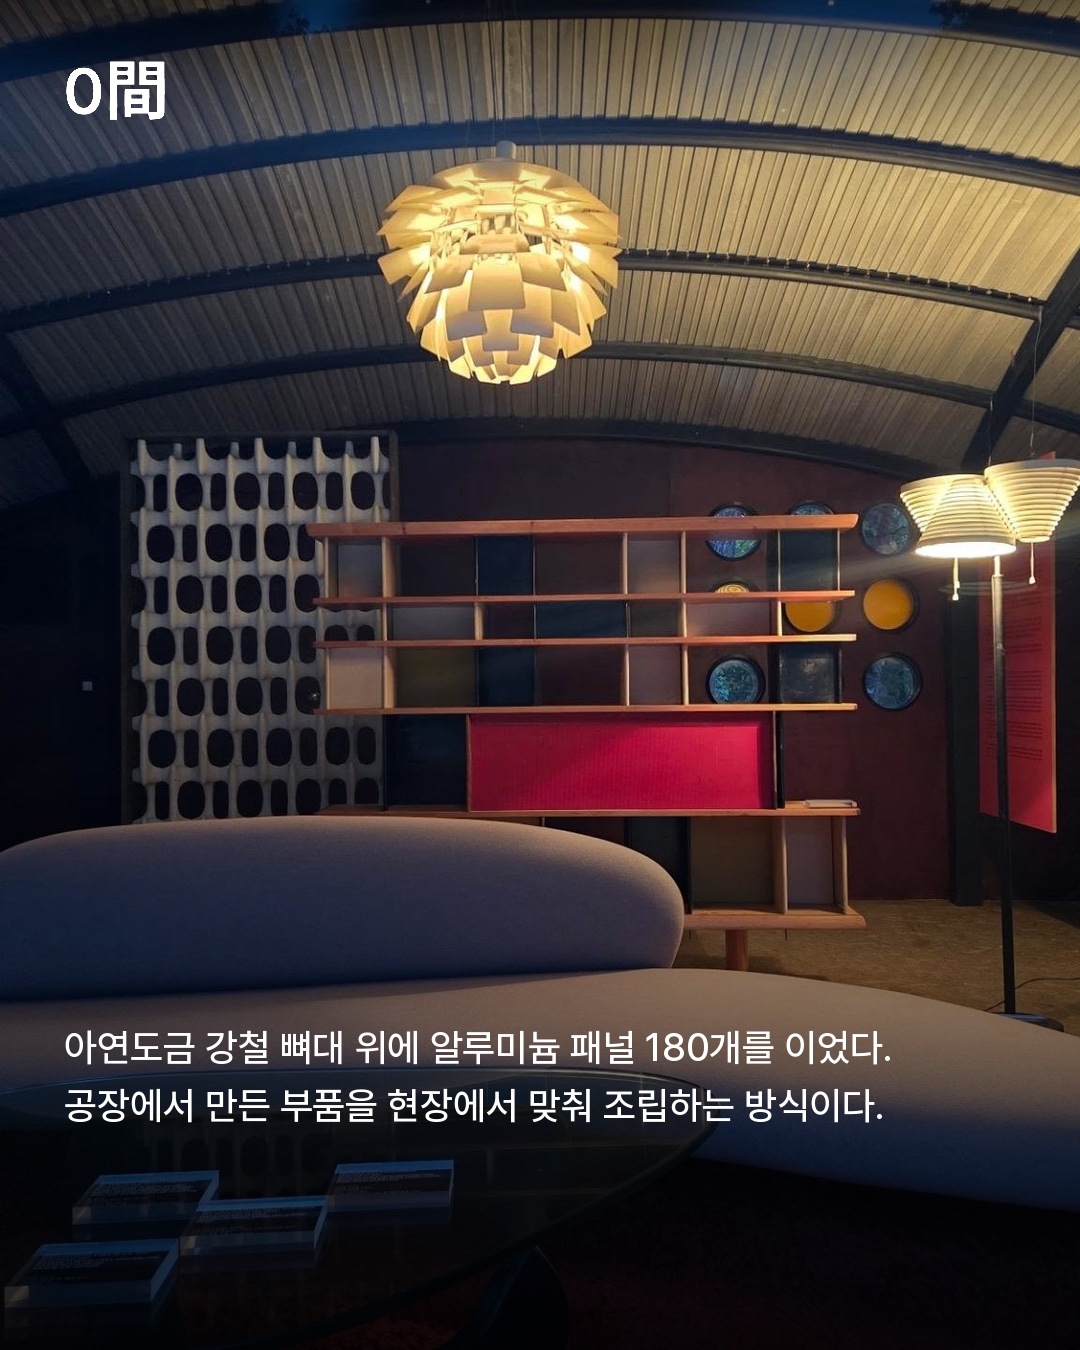 0間
아연도금 강철 뼈대 위에 알루미늄 패널 180개를 이었다.
공장에서 만든 부품을 현장에서 맞춰 조립하는 방식이다.